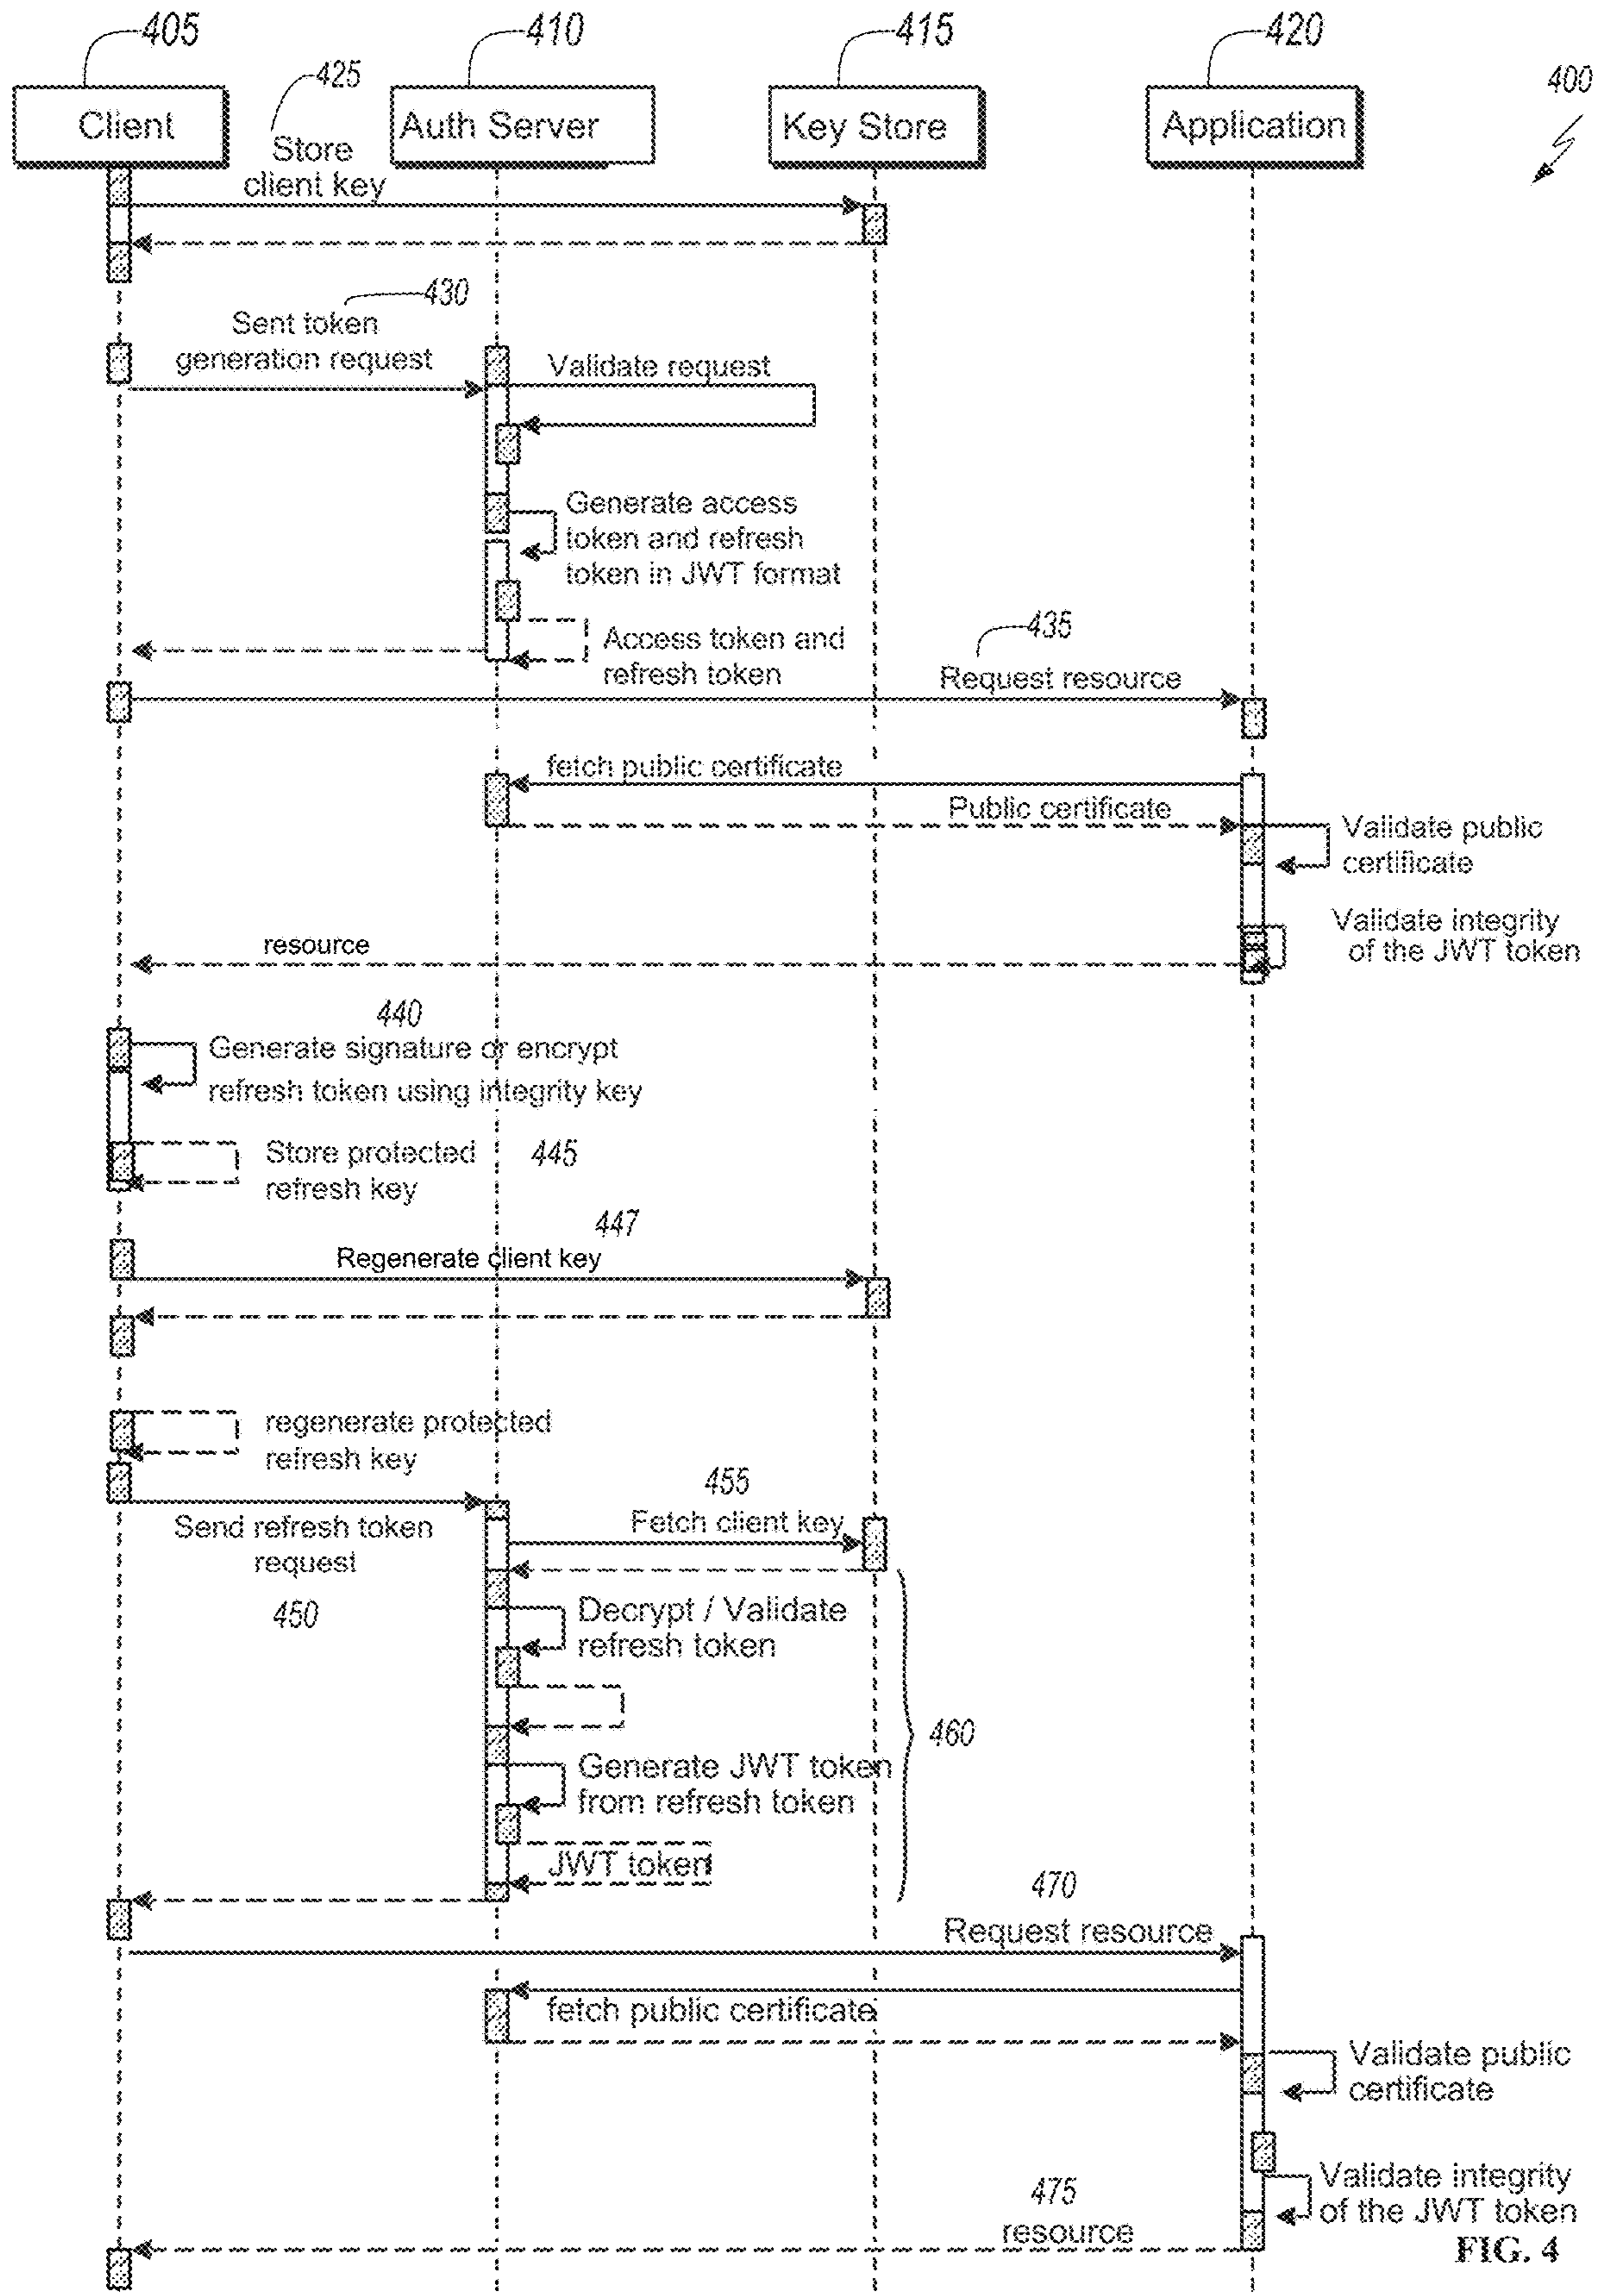 405
410
415
420
400
425
Client
Auth Server
Key Store
Application
Store
client key
430
Sent token
generation request
Validate request
Generate access
token and refresh
token in JWT format
435
Access token and
refresh token
Request resource
fetch public certificate
Public certificate
Validate public
certificate
Validate integrity
of the JWT token
resource
440
Generate signature or encrypt
refresh token using integrity key
Store protected
refresh key
445
447
Regenerate client key
regenerate protected
refresh key
455
Fetch client key
Send refresh token
request
450
Decrypt / Validate
refresh token
460
Generate JWT token
from refresh token
JWT token
470
Request resource
fetch public certificate
Validate public
certificate
Validate integrity
of the JWT token
475
resource
FIG. 4